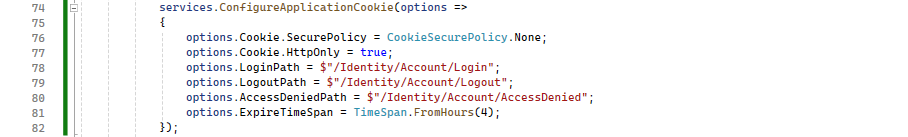 74 services.ConfigureApplicationCookie(options =>
75 {
76 options.Cookie.SecurePolicy = CookieSecurePolicy.None;
77 options.Cookie.HttpOnly = true;
78 options.LoginPath = $"/Identity/Account/Login";
79 options.LogoutPath = $"/Identity/Account/Logout";
80 options.AccessDeniedPath = $"/Identity/Account/AccessDenied";
81 options.ExpireTimeSpan = TimeSpan.FromHours(4);
82 });